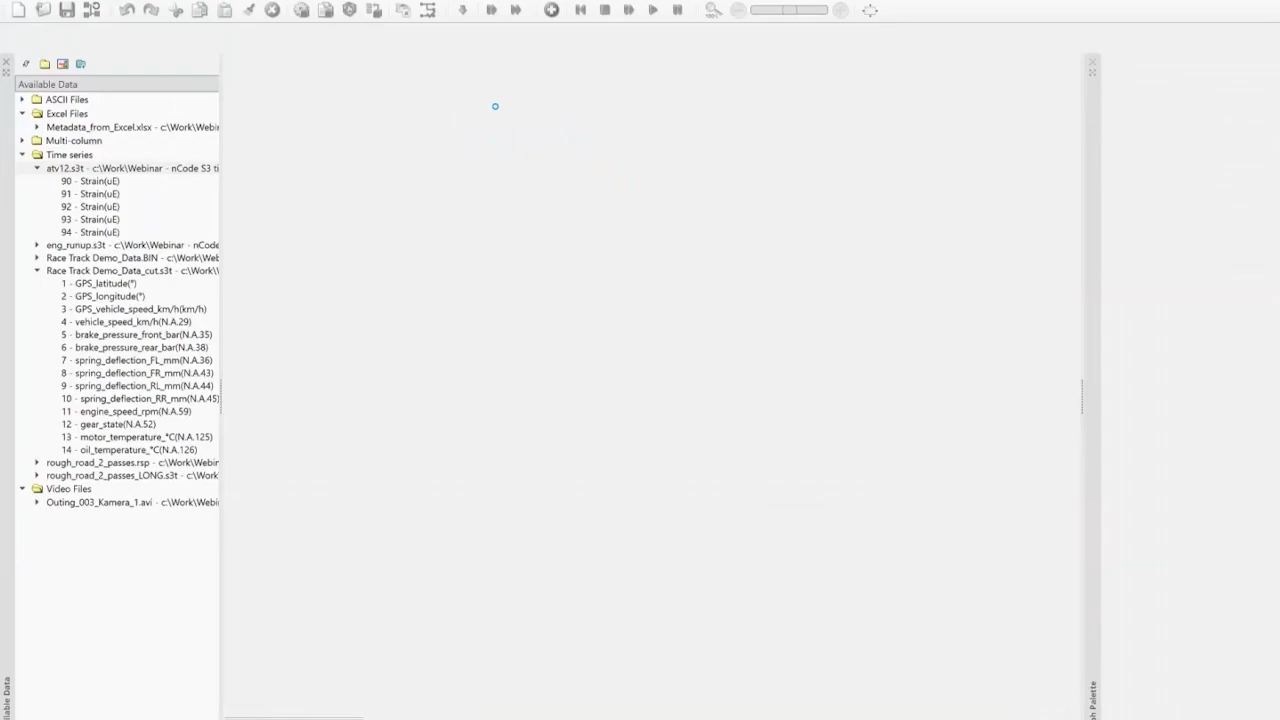 Available Data
ASCII Files
Excel Files
Metadata_from_Excel.xlsx - c:\Work\Webin
Multi-column
Time series
atv12.s3t - c:\Work\Webinar - nCode S3 ti
90 - Strain(uE)
91 - Strain(uE)
92 - Strain(uE)
93 - Strain(uE)
94 - Strain(uE)
eng_runup.s3t - c:\Work\Webinar - nCode
Race Track Demo_Data.BIN - c:\Work\Web
Race Track Demo_Data_cut.s3t - c:\Work\
1 - GPS_latitude(°)
2 - GPS_longitude(°)
3 - GPS_vehicle_speed_km/h(km/h)
4 - vehicle_speed_km/h(N.A.29)
5 - brake_pressure_front_bar(N.A.35)
6 - brake_pressure_rear_bar(N.A.38)
7 - spring_deflection_FL_mm(N.A.36)
8 - spring_deflection_FR_mm(N.A.43)
9 - spring_deflection_RL_mm(N.A.44)
10 - spring_deflection_RR_mm(N.A.45)
11 - engine_speed_rpm(N.A.59)
12 - gear_state(N.A.52)
13 - motor_temperature_°C(N.A.125)
14 - oil_temperature_°C(N.A.126)
rough_road_2_passes.rsp - c:\Work\Webin
rough_road_2_passes_LONG.s3t - c:\Work
Video Files
Outing_003_Kamera_1.avi - c:\Work\Webi
ilable Data
h Palette